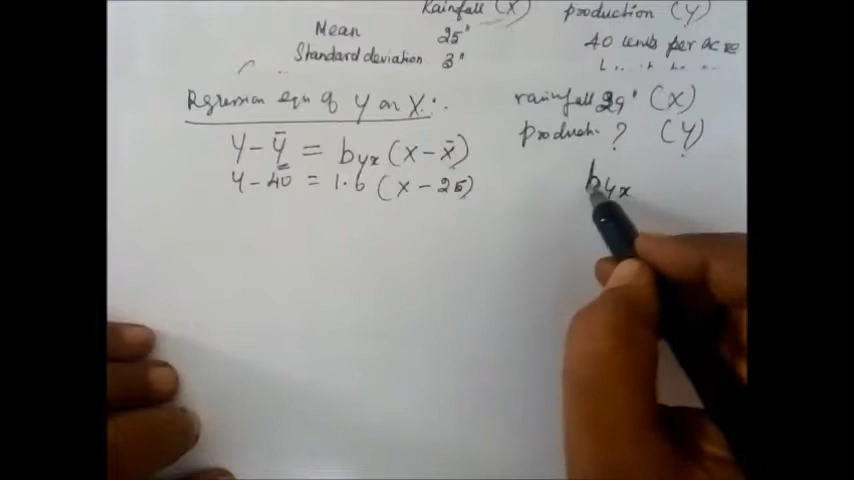 Rainfall (X) production (Y)
Mean 25" 40 units per acre
Standard deviation 3"
Regression eqn of Y on X :.
rainfall 29" (X)
Y - ȳ = byx (X - x̄)
producti. ? (Y)
Y - 40 = 1.6 (X - 25)
byx